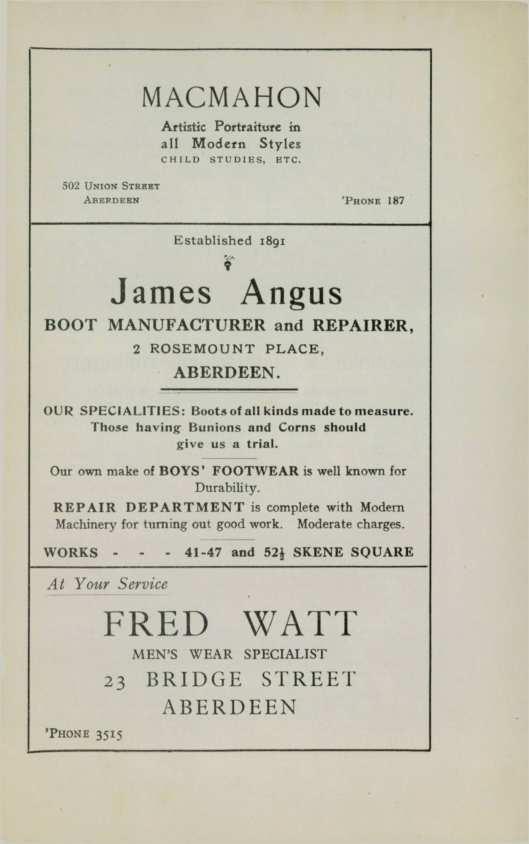 MACMAHON
Artistic Portraiture in
all Modern Styles
CHILD STUDIES, ETC.
502 UNION STREET
ABERDEEN
'PHONE 187
Established 1891
James Angus
BOOT MANUFACTURER and REPAIRER,
2 ROSEMOUNT PLACE,
ABERDEEN.
OUR SPECIALITIES: Boots of all kinds made to measure.
Those having Bunions and Corns should
give us a trial.
Our own make of BOYS' FOOTWEAR is well known for
Durability.
REPAIR DEPARTMENT is complete with Modern
Machinery for turning out good work. Moderate charges.
WORKS - - - 41-47 and 52½ SKENE SQUARE
At Your Service
FRED WATT
MEN'S WEAR SPECIALIST
23 BRIDGE STREET
ABERDEEN
'PHONE 3515